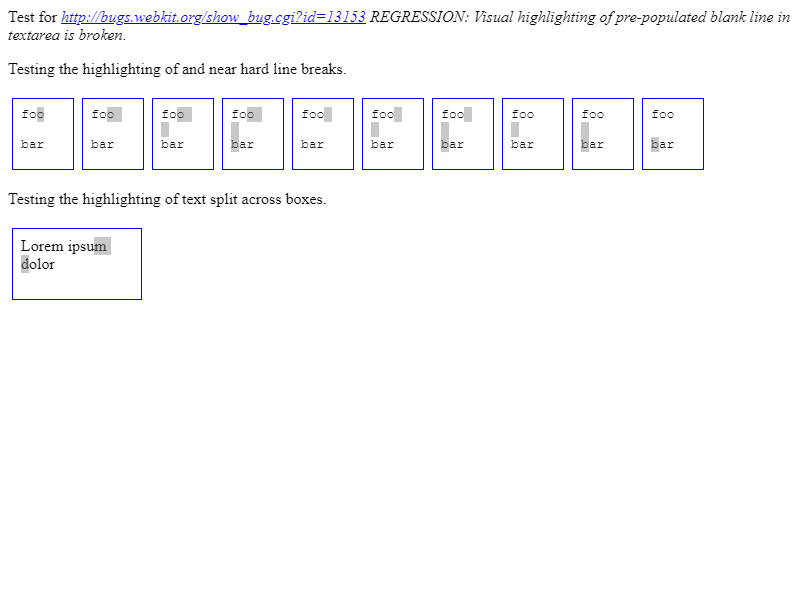 Test for http://bugs.webkit.org/show_bug.cgi?id=13153 REGRESSION: Visual highlighting of pre-populated blank line in
textarea is broken.
Testing the highlighting of and near hard line breaks.
foo foo foo foo foo foo foo foo foo foo
bar bar bar bar bar bar bar bar bar bar
Testing the highlighting of text split across boxes.
Lorem ipsum
dolor